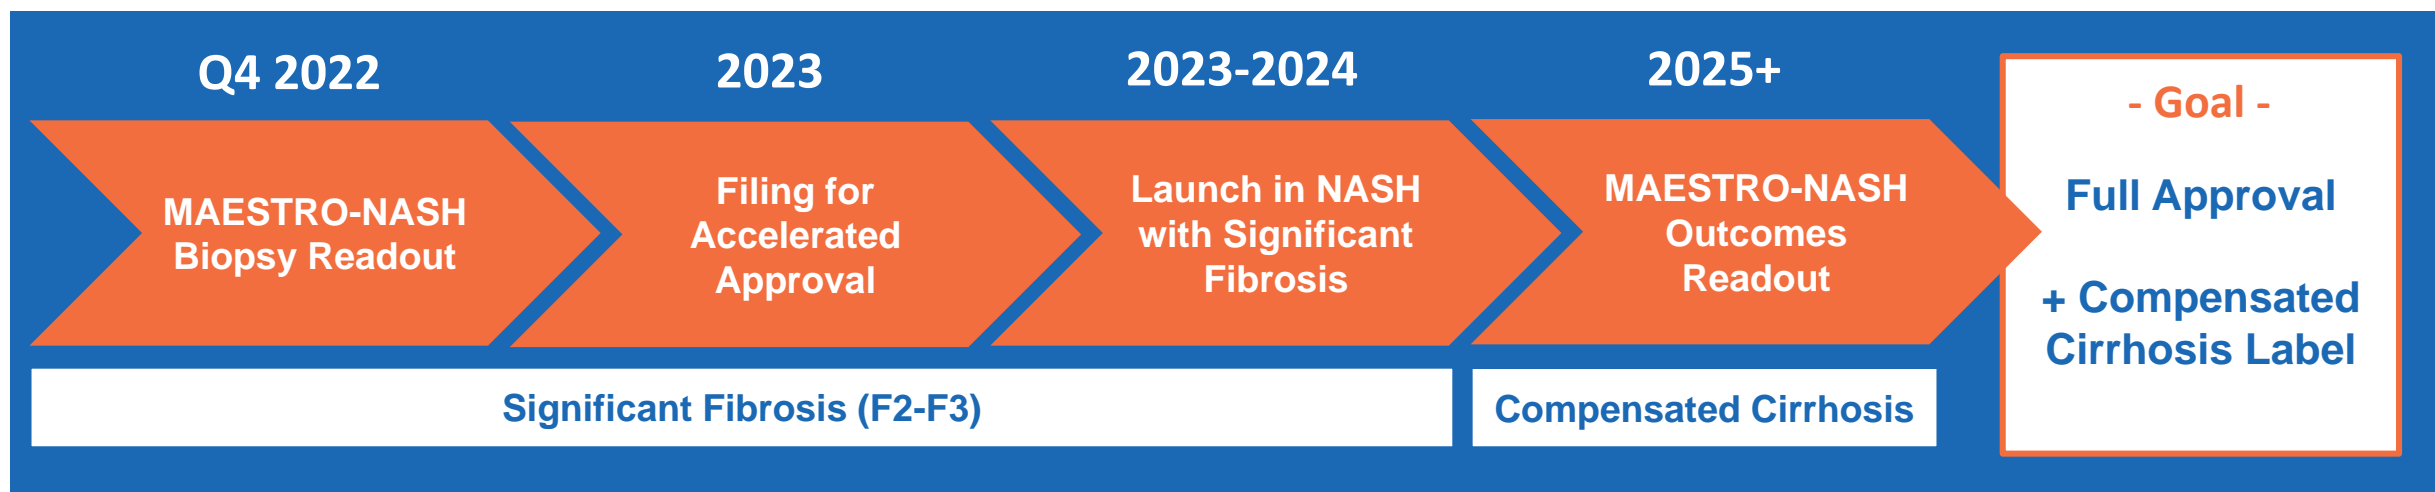 Q4 2022
2023
2023-2024
2025+
MAESTRO-NASH
Biopsy Readout
Filing for
Accelerated
Approval
Launch in NASH
with Significant
Fibrosis
MAESTRO-NASH
Outcomes
Readout
- Goal -
Full Approval
+ Compensated
Cirrhosis Label
Significant Fibrosis (F2-F3)
Compensated Cirrhosis